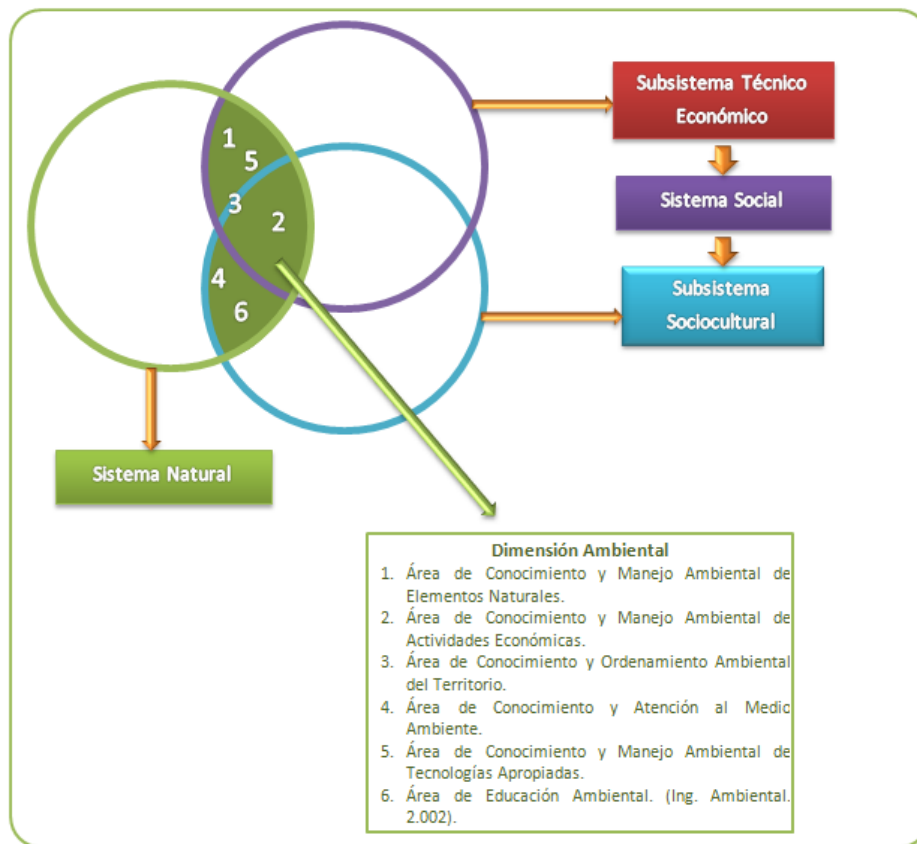 Subsistema Técnico
Económico
Sistema Social
Subsistema
Sociocultural
1
5
3
2
4
6
Sistema Natural
Dimensión Ambiental
1. Área de Conocimiento y Manejo Ambiental de
Elementos Naturales.
2. Área de Conocimiento y Manejo Ambiental de
Actividades Económicas.
3. Área de Conocimiento y Ordenamiento Ambiental
del Territorio.
4. Área de Conocimiento y Atención al Medio
Ambiente.
5. Área de Conocimiento y Manejo Ambiental de
Tecnologías Apropiadas.
6. Área de Educación Ambiental. (Ing. Ambiental.
2.002).